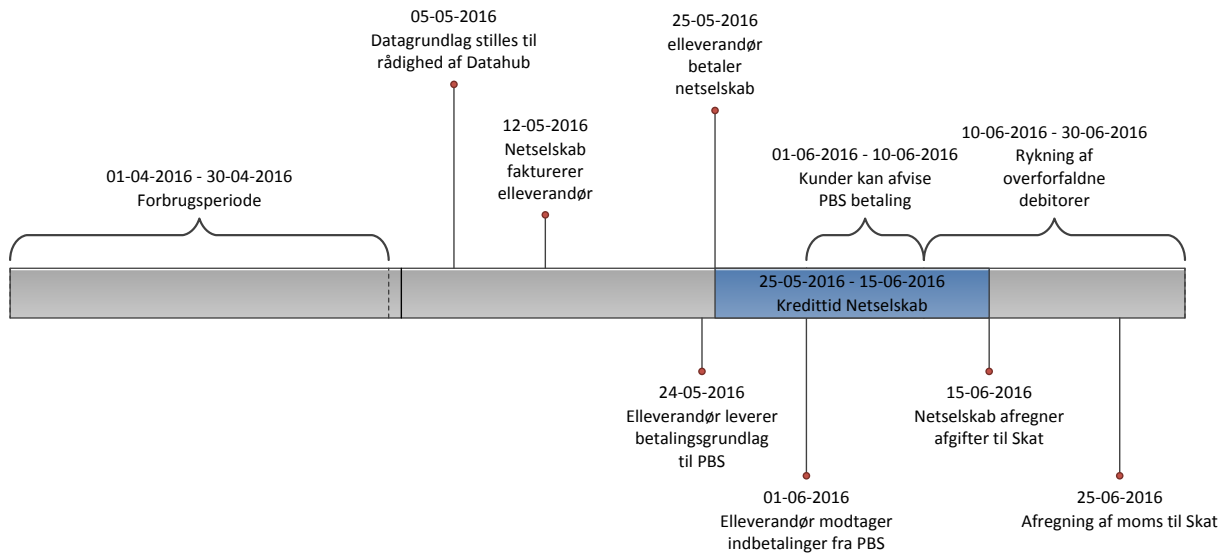 05-05-2016
Datagrundlag stilles til
rådighed af Datahub
25-05-2016
elleverandør
betaler
netselskab
12-05-2016
Netselskab
fakturerer
elleverandør
10-06-2016 - 30-06-2016
Rykning af
overforfaldne
debitorer
01-06-2016 - 10-06-2016
Kunder kan afvise
PBS betaling
01-04-2016 - 30-04-2016
Forbrugsperiode
25-05-2016 - 15-06-2016
Kredittid Netselskab
24-05-2016
Elleverandør leverer
betalingsgrundlag
til PBS
15-06-2016
Netselskab afregner
afgifter til Skat
01-06-2016
Elleverandør modtager
indbetalinger fra PBS
25-06-2016
Afregning af moms til Skat